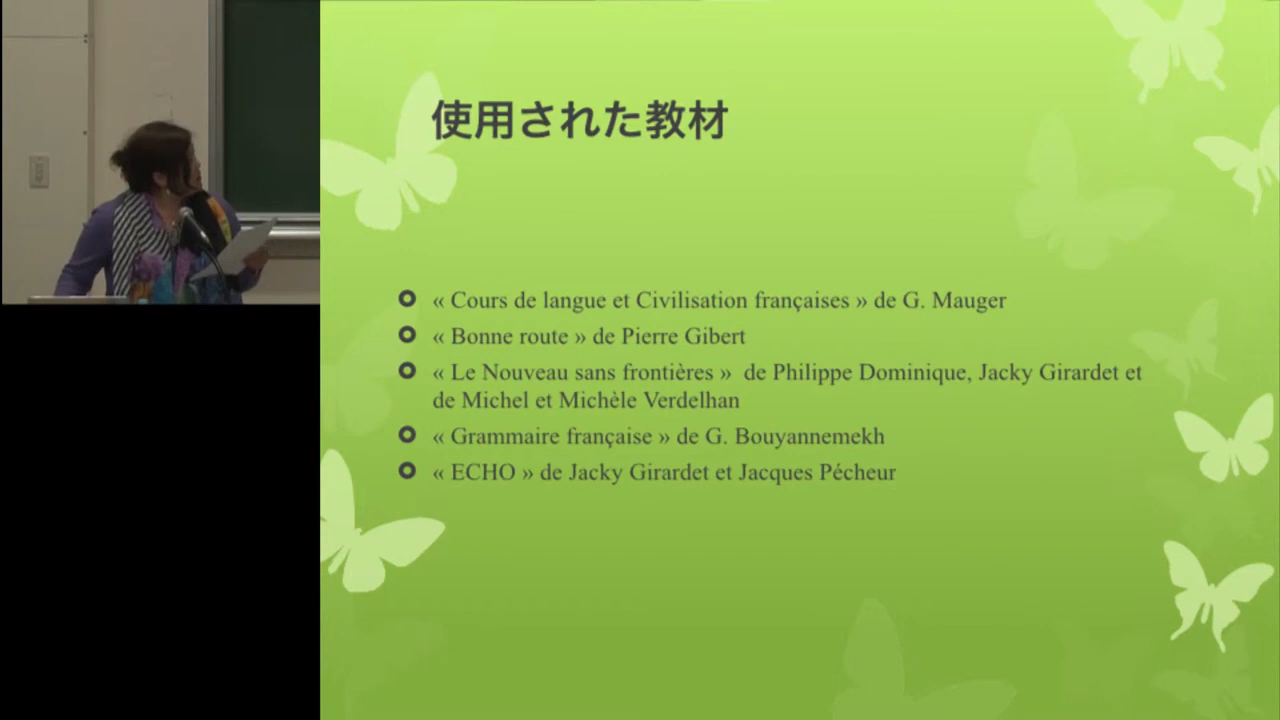 使用された教材
« Cours de langue et Civilisation françaises » de G. Mauger
« Bonne route » de Pierre Gibert
« Le Nouveau sans frontières » de Philippe Dominique, Jacky Girardet et
de Michel et Michèle Verdelhan
« Grammaire française » de G. Bouyannemekh
« ECHO » de Jacky Girardet et Jacques Pécheur